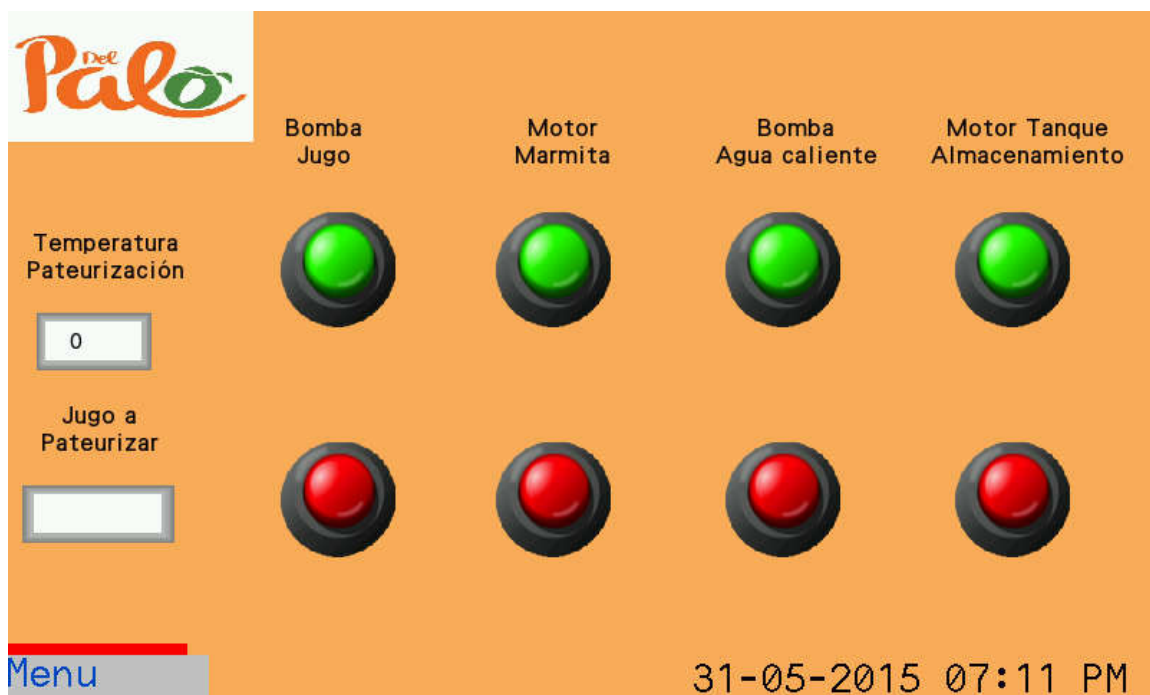 Del
Palo
Bomba
Jugo
Motor
Marmita
Bomba
Agua caliente
Motor Tanque
Almacenamiento
Temperatura
Pateurización
0
Jugo a
Pateurizar
Menu
31-05-2015 07:11 PM